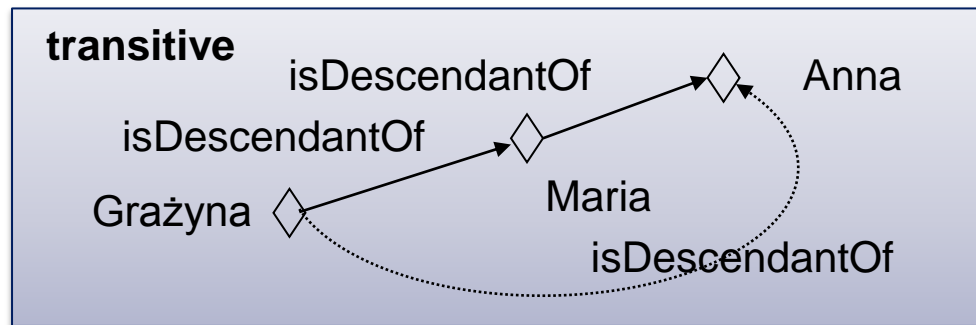 transitive
isDescendantOf
Anna
isDescendantOf
Grażyna
Maria
isDescendantOf